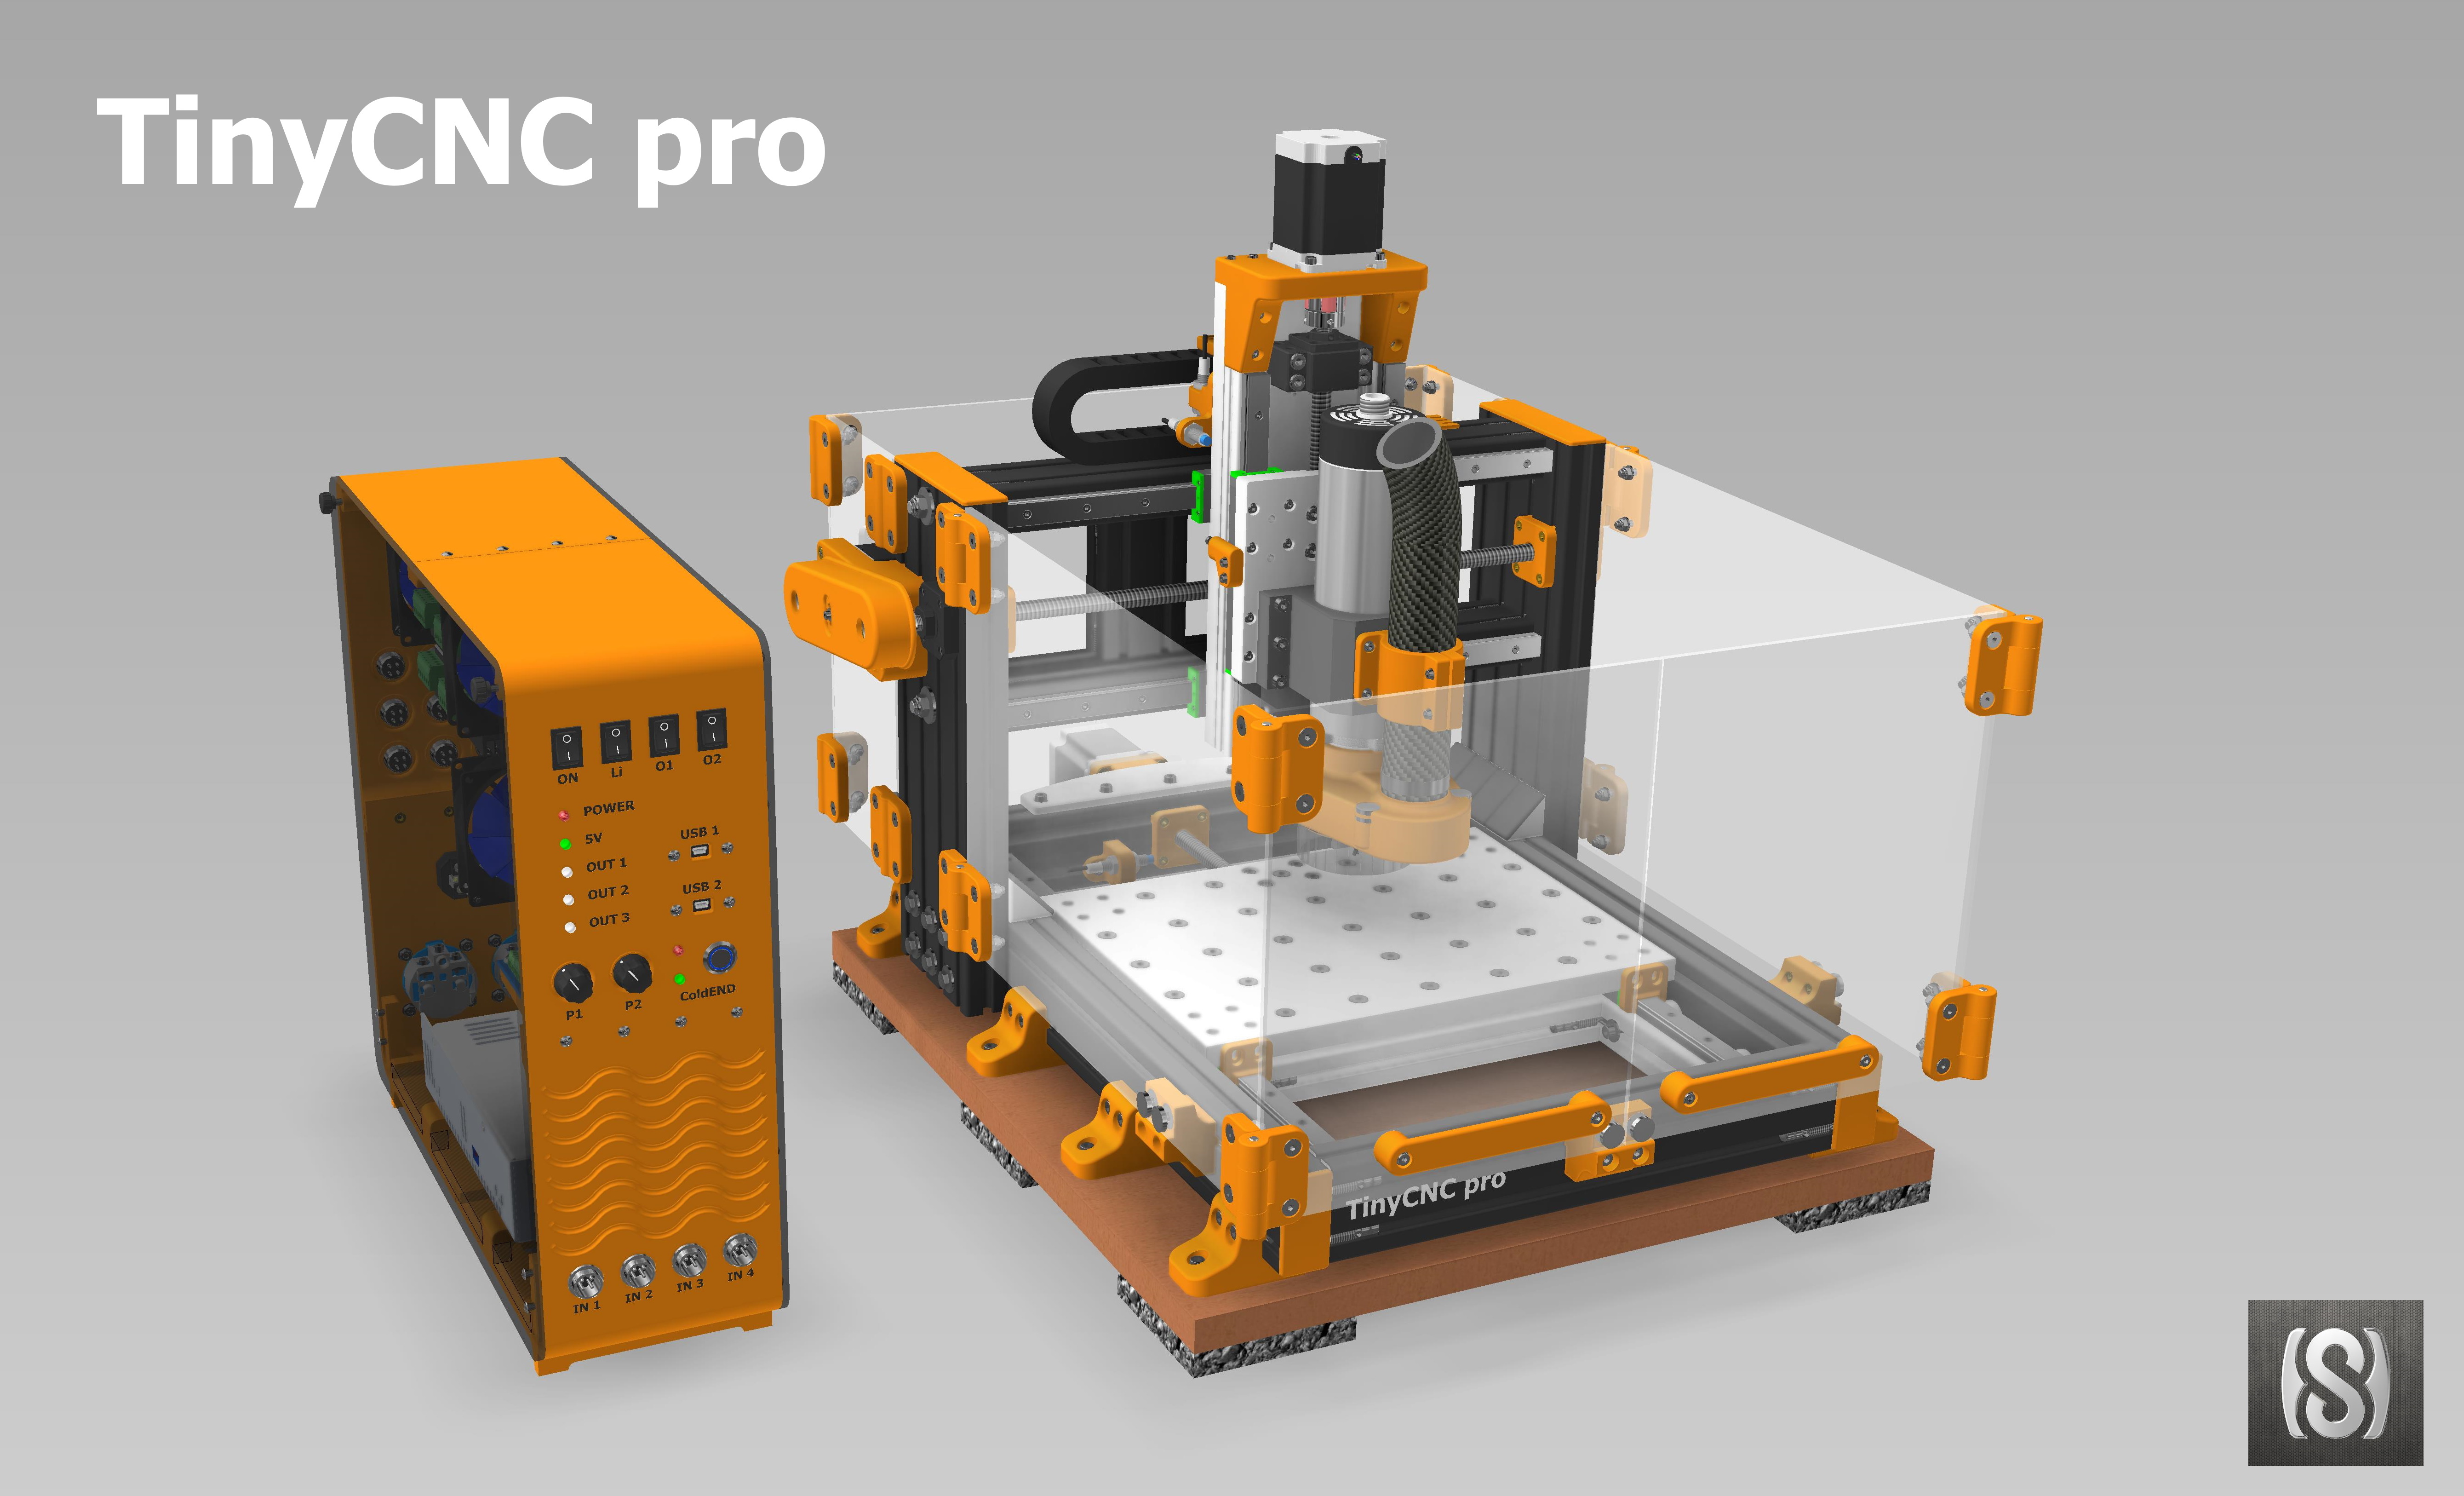 TinyCNC pro
ON
Li
O1
O2
POWER
5V
OUT 1
OUT 2
OUT 3
USB 1
USB 2
P1
P2
ColdEND
IN 1
IN 2
IN 3
IN 4
TinyCNC pro